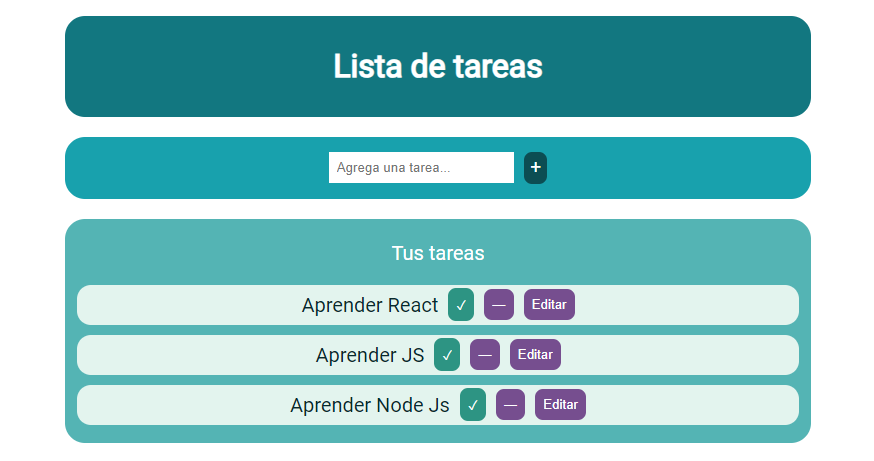 Lista de tareas
Agrega una tarea... +
Tus tareas
Aprender React ✓ — Editar
Aprender JS ✓ — Editar
Aprender Node Js ✓ — Editar